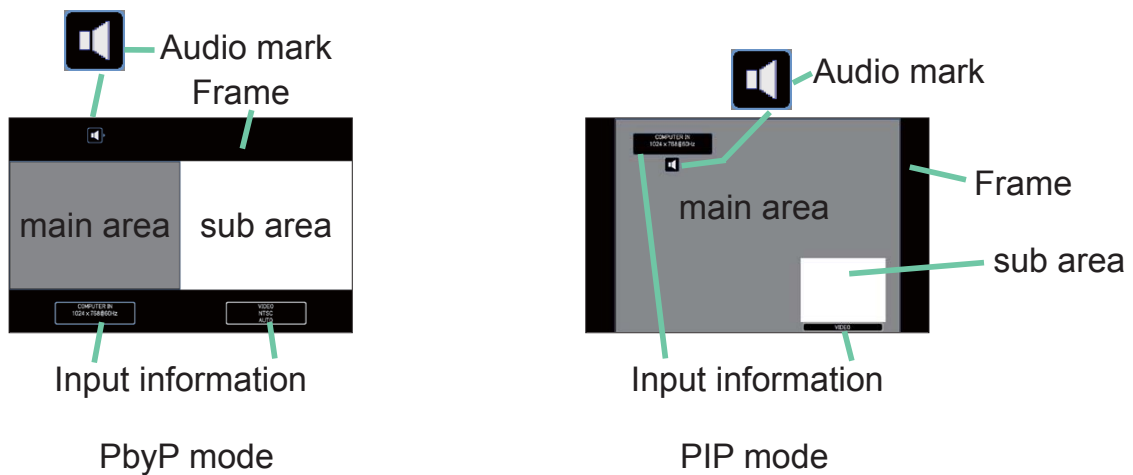 Audio mark
Frame
main area
sub area
COMPUTER IN
1024 x 768@60Hz
VIDEO
NTSC
AUTO
Input information
PbyP mode
Audio mark
COMPUTER IN
1024 x 768@60Hz
Frame
main area
sub area
VIDEO
Input information
PIP mode